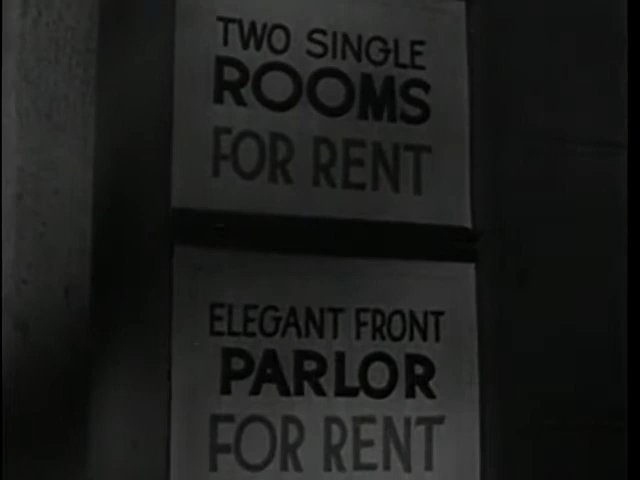 TWO SINGLE
ROOMS
FOR RENT
ELEGANT FRONT
PARLOR
FOR RENT